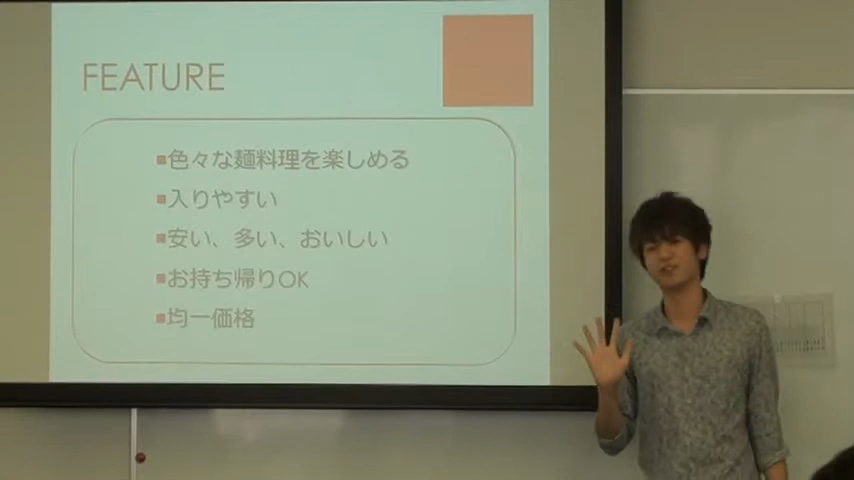 FEATURE
色々な麺料理を楽しめる
入りやすい
安い、多い、おいしい
お持ち帰りOK
均一価格